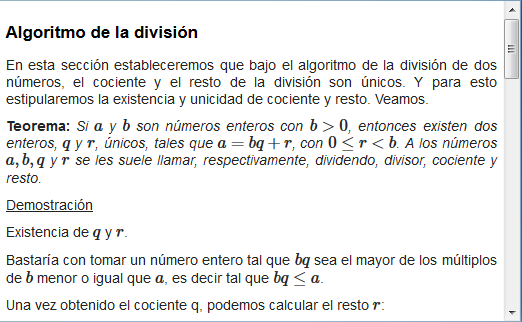 Algoritmo de la división
En esta sección estableceremos que bajo el algoritmo de la división de dos
números, el cociente y el resto de la división son únicos. Y para esto
estipularemos la existencia y unicidad de cociente y resto. Veamos.
Teorema: Si a y b son números enteros con b > 0, entonces existen dos
enteros, q y r, únicos, tales que a = bq + r, con 0 ≤ r < b. A los números
a, b, q y r se les suele llamar, respectivamente, dividendo, divisor, cociente y
resto.
Demostración
Existencia de q y r.
Bastaría con tomar un número entero tal que bq sea el mayor de los múltiplos
de b menor o igual que a, es decir tal que bq ≤ a.
Una vez obtenido el cociente q, podemos calcular el resto r: